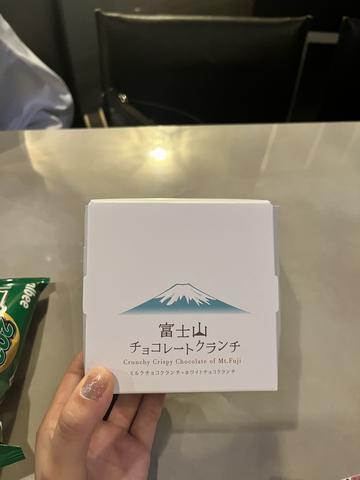 富士山
チョコレートクランチ
Crunchy Crispy Chocolate of Mt.Fuji
ミルクチョコクランチ+ホワイトチョコクランチ